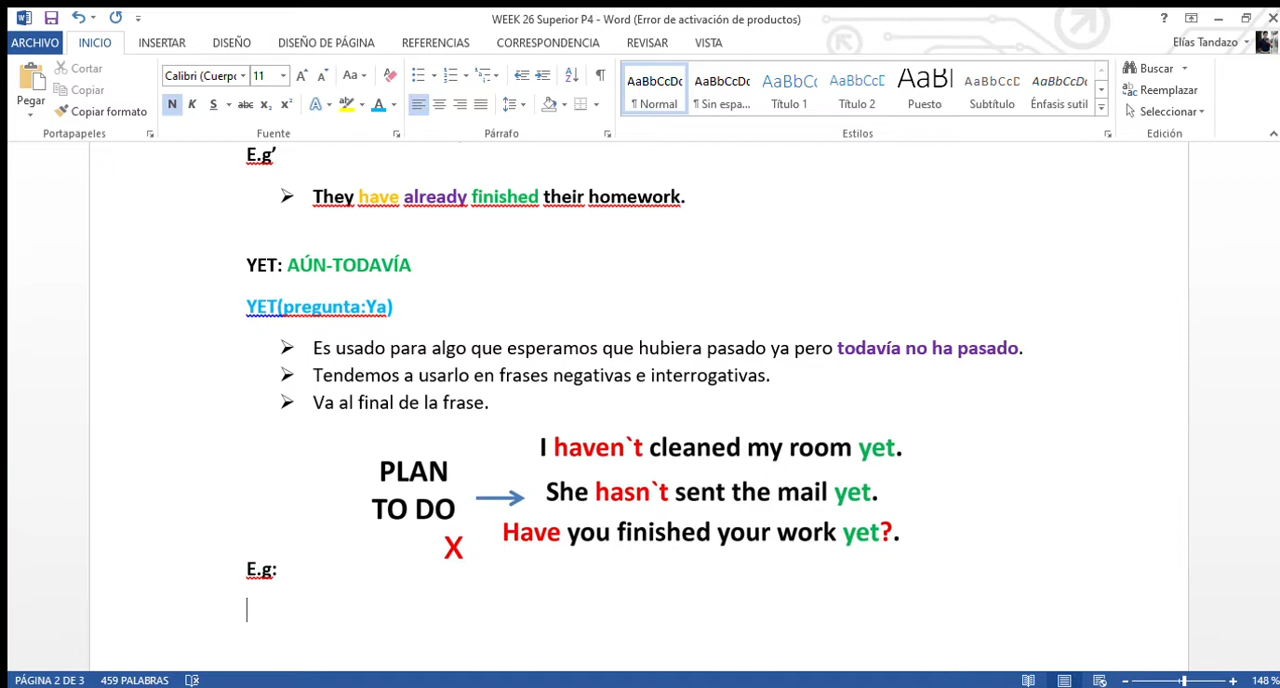 WEEK 26 Superior P4 - Word (Error de activación de productos)
?
ARCHIVO INICIO INSERTAR DISEÑO DISEÑO DE PÁGINA REFERENCIAS CORRESPONDENCIA REVISAR VISTA Elías Tandazo
Pegar
Cortar
Copiar
Copiar formato
Portapapeles
Calibri (Cuerpo 11
N K S abc x₂ x²
Aa
A A
Fuente
Párrafo
AaBbCcDc AaBbCcDc AaBbCc AaBbCcD AaBl AaBbCcD AaBbCcDc
¶ Normal ¶ Sin espa... Título 1 Título 2 Puesto Subtítulo Énfasis sutil
Estilos
Buscar
Reemplazar
Seleccionar
Edición
E.g’
They have already finished their homework.
YET: AÚN-TODAVÍA
YET(pregunta:Ya)
Es usado para algo que esperamos que hubiera pasado ya pero todavía no ha pasado.
Tendemos a usarlo en frases negativas e interrogativas.
Va al final de la frase.
PLAN
TO DO
X
I haven`t cleaned my room yet.
She hasn`t sent the mail yet.
Have you finished your work yet?.
E.g:
PÁGINA 2 DE 3 459 PALABRAS 148 %